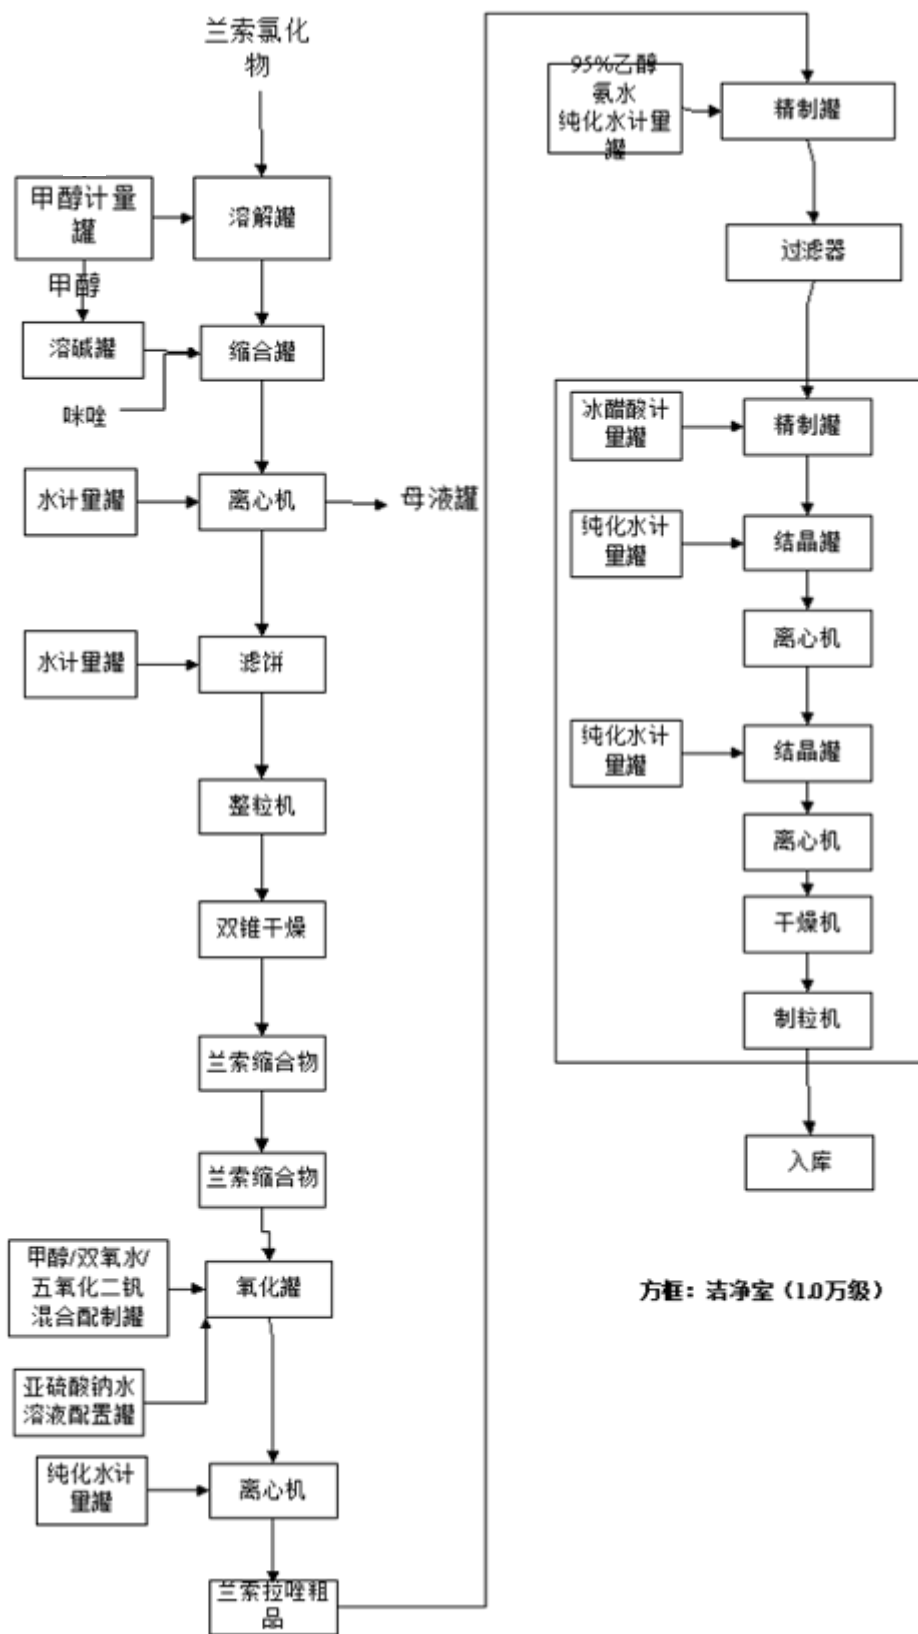 兰索氯化
物
甲醇计量
罐
溶解罐
甲醇
溶碱罐
缩合罐
咪唑
水计量罐
离心机
母液罐
水计量罐
滤饼
整粒机
双锥干燥
兰索缩合物
兰索缩合物
甲醇/双氧水/
五氧化二钒
混合配制罐
氧化罐
亚硫酸钠水
溶液配置罐
纯化水计
量罐
离心机
兰索拉唑粗
品
95%乙醇
氨水
纯化水计量
罐
精制罐
过滤器
冰醋酸计
量罐
精制罐
纯化水计
量罐
结晶罐
离心机
纯化水计
量罐
结晶罐
离心机
干燥机
制粒机
入库
方框：洁净室（1.0万级）